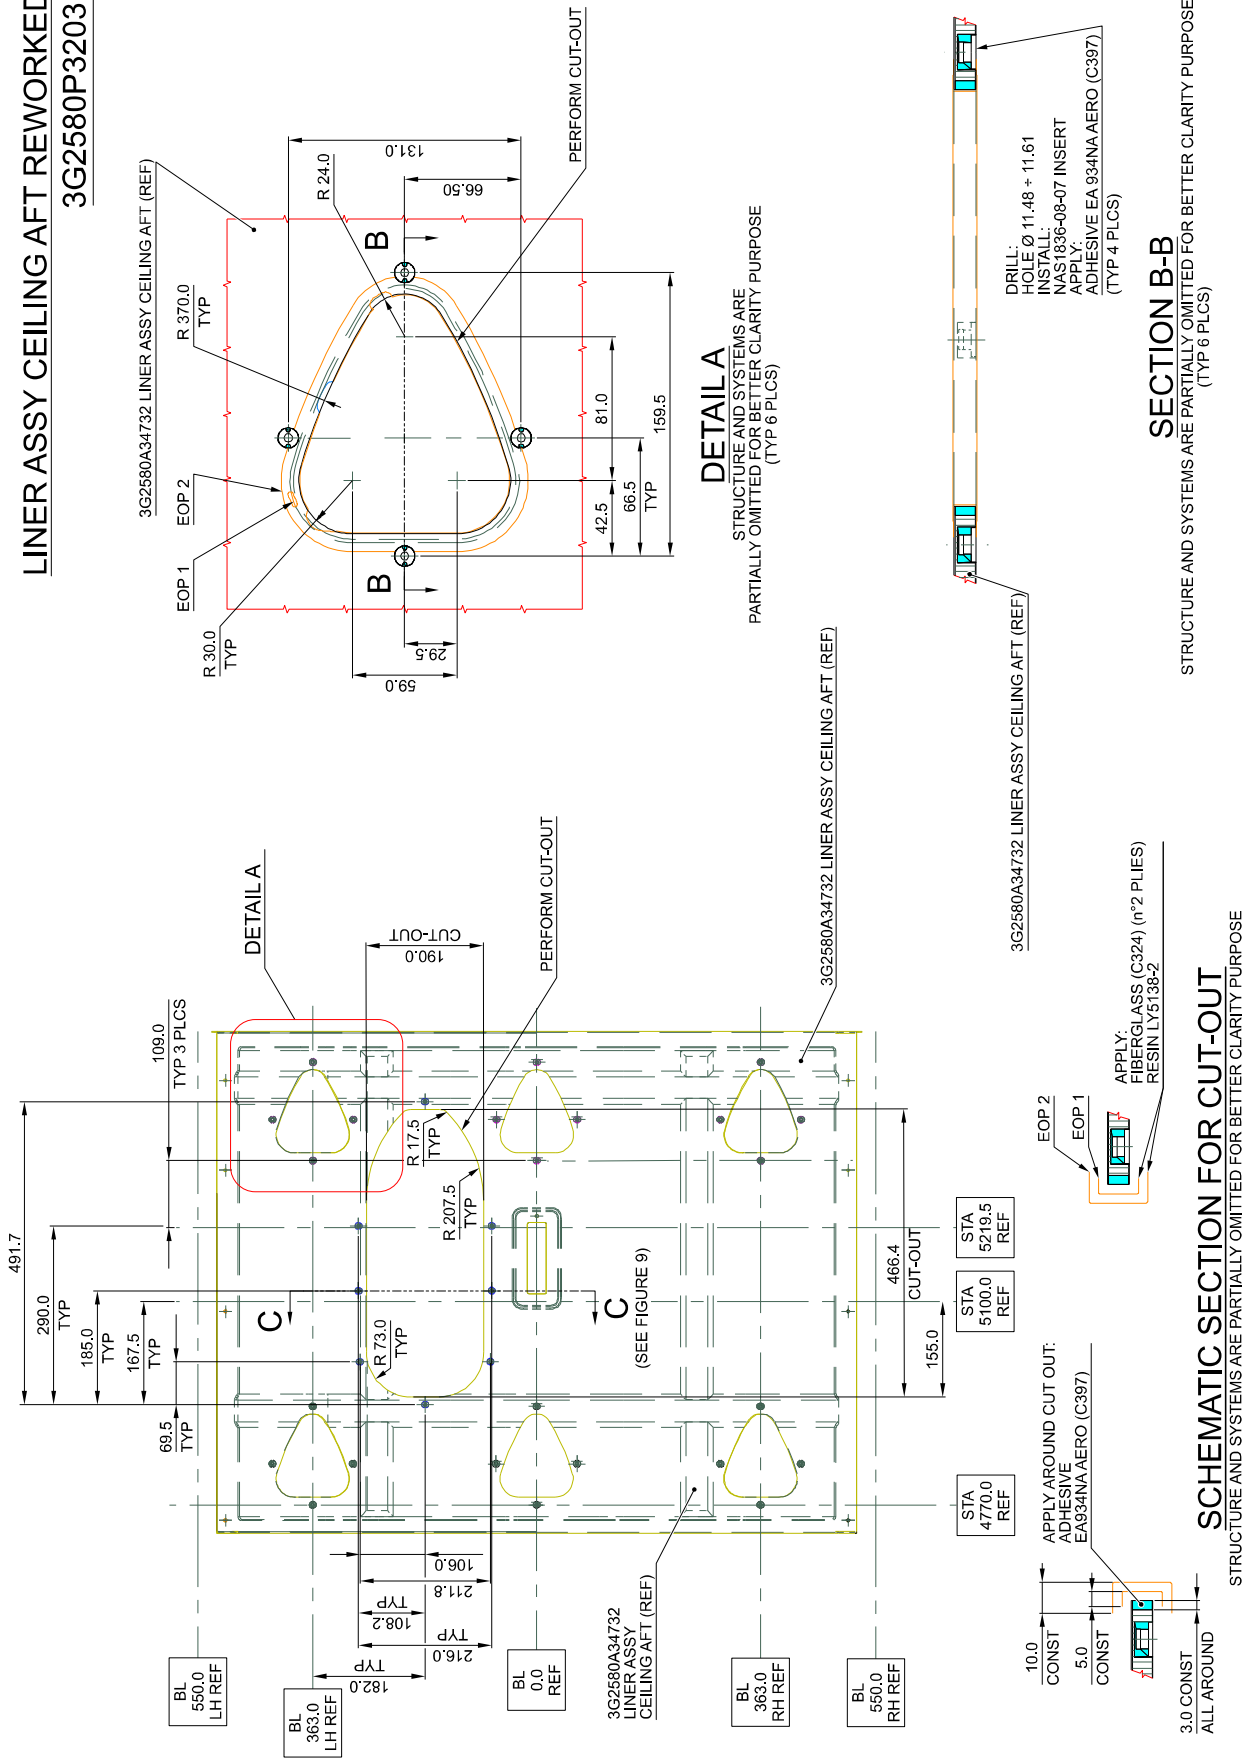 LINER ASSY CEILING AFT REWORKED
3G2580P3203
3G2580A34732 LINER ASSY CEILING AFT (REF)
EOP 2
EOP 1
R 30.0
TYP
R 370.0
TYP
R 24.0
131.0
66.50
PERFORM CUT-OUT
B
B
59.0
29.5
81.0
42.5
66.5
TYP
159.5
DETAIL A
STRUCTURE AND SYSTEMS ARE
PARTIALLY OMITTED FOR BETTER CLARITY PURPOSE
(TYP 6 PLCS)
DRILL:
HOLE Ø 11.48 ÷ 11.61
INSTALL:
NAS1836-08-07 INSERT
APPLY:
ADHESIVE EA 934NA AERO (C397)
(TYP 4 PLCS)
3G2580A34732 LINER ASSY CEILING AFT (REF)
SECTION B-B
STRUCTURE AND SYSTEMS ARE PARTIALLY OMITTED FOR BETTER CLARITY PURPOSE
(TYP 6 PLCS)
DETAIL A
491.7
290.0
TYP
185.0
TYP
167.5
TYP
69.5
TYP
109.0
TYP 3 PLCS
190.0
CUT-OUT
PERFORM CUT-OUT
R 17.5
TYP
R 207.5
TYP
R 73.0
TYP
C
C
(SEE FIGURE 9)
466.4
CUT-OUT
155.0
3G2580A34732 LINER ASSY CEILING AFT (REF)
106.0
211.8
108.2
TYP
216.0
TYP
182.0
TYP
BL
550.0
LH REF
BL
363.0
LH REF
BL
0.0
REF
BL
363.0
RH REF
BL
550.0
RH REF
STA
4770.0
REF
STA
5100.0
REF
STA
5219.5
REF
3G2580A34732
LINER ASSY
CEILING AFT (REF)
10.0
CONST
5.0
CONST
3.0 CONST
ALL AROUND
APPLY AROUND CUT OUT:
ADHESIVE
EA934NA AERO (C397)
EOP 2
EOP 1
APPLY:
FIBERGLASS (C324) (n°2 PLIES)
RESIN LY5138-2
SCHEMATIC SECTION FOR CUT-OUT
STRUCTURE AND SYSTEMS ARE PARTIALLY OMITTED FOR BETTER CLARITY PURPOSE